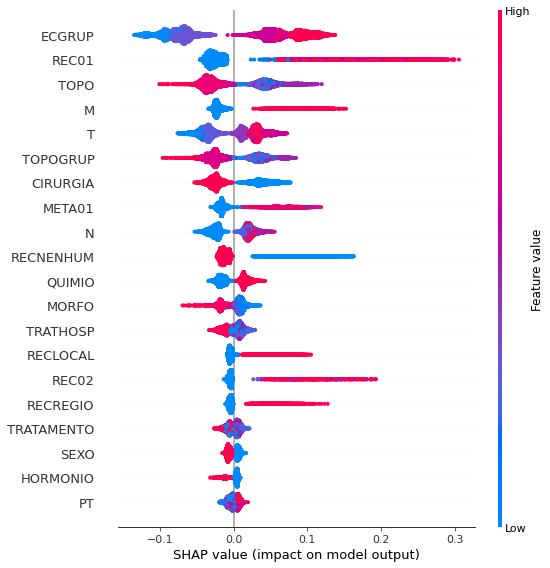 High
ECGRUP
REC01
TOPO
M
T
TOPOGRUP
CIRURGIA
META01
N
RECNENHUM
QUIMIO
MORFO
TRATHOSP
RECLOCAL
REC02
RECREGIO
TRATAMENTO
SEXO
HORMONIO
PT
Feature value
Low
−0.1 0.0 0.1 0.2 0.3
SHAP value (impact on model output)